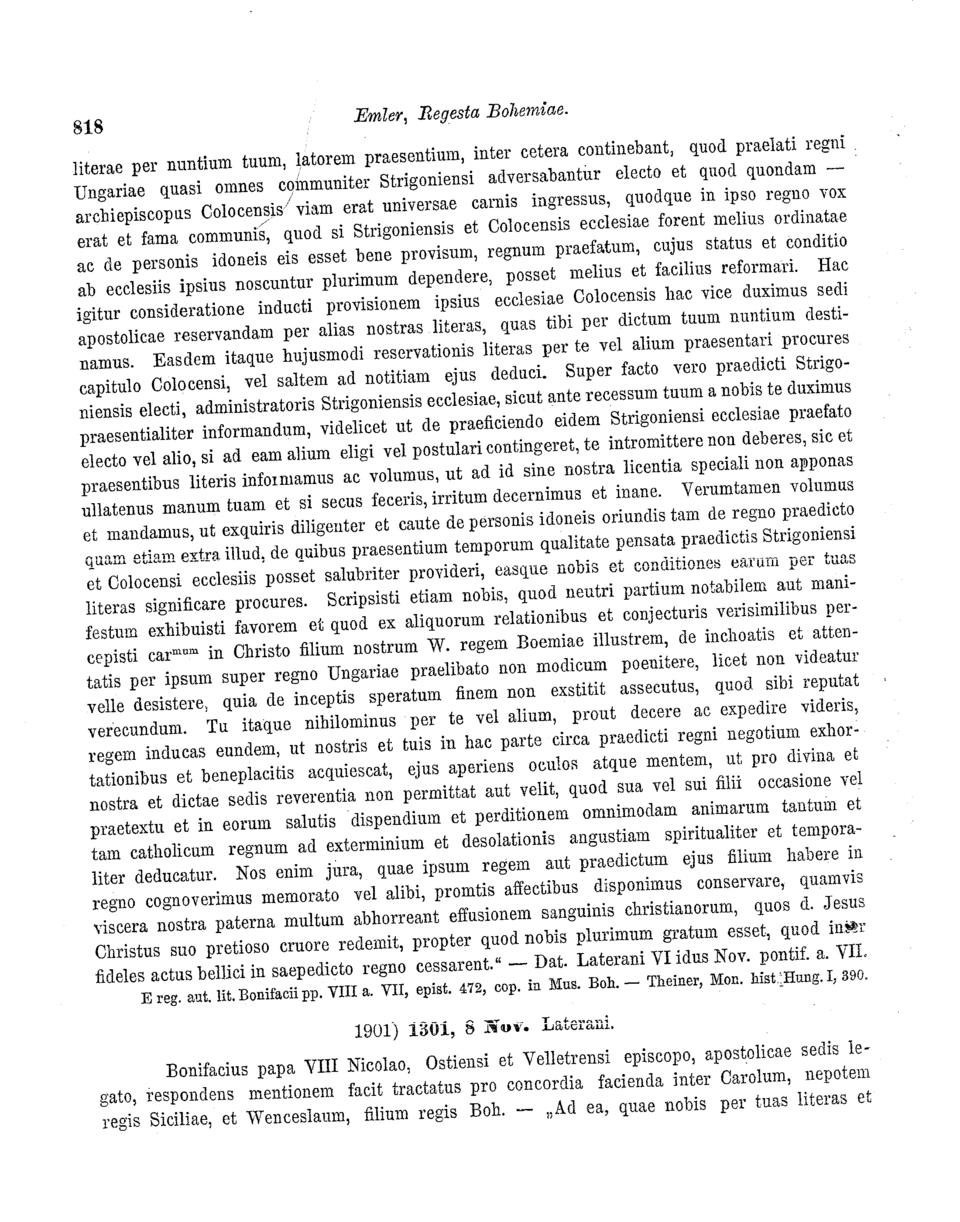 818
Emler, Regesta Bohemiae.
literae per nuntium tuum, latorem praesentium, inter cetera continebant, quod praelati regni
Ungariae quasi omnes communiter Strigoniensi adversabantur electo et quod quondam —
archiepiscopus Colocensis viam erat universae carnis ingressus, quodque in ipso regno vox
erat et fama communis, quod si Strigoniensis et Colocensis ecclesiae forent melius ordinatae
ac de personis idoneis eis esset bene provisum, regnum praefatum, cujus status et conditio
ab ecclesiis ipsius noscuntur plurimum dependere, posset melius et facilius reformari. Hac
igitur consideratione inducti provisionem ipsius ecclesiae Colocensis hac vice duximus sedi
apostolicae reservandam per alias nostras literas, quas tibi per dictum tuum nuntium desti-
namus. Easdem itaque hujusmodi reservationis literas per te vel alium praesentari procures
capitulo Colocensi, vel saltem ad notitiam ejus deduci. Super facto vero praedicti Strigo-
niensis electi, administratoris Strigoniensis ecclesiae, sicut ante recessum tuum a nobis te duximus
praesentialiter informandum, videlicet ut de praeficiendo eidem Strigoniensi ecclesiae praefato
electo vel alio, si ad eam alium eligi vel postulari contingeret, te intromittere non deberes, sic et
praesentibus literis informamus ac volumus, ut ad id sine nostra licentia speciali non apponas
ullatenus manum tuam et si secus feceris, irritum decernimus et inane. Verumtamen volumus
et mandamus, ut exquiris diligenter et caute de personis idoneis oriundis tam de regno praedicto
quam etiam extra illud, de quibus praesentium temporum qualitate pensata praedictis Strigoniensi
et Colocensi ecclesiis posset salubriter provideri, easque nobis et conditiones earum per tuas
literas significare procures. Scripsisti etiam nobis, quod neutri partium notabilem aut mani-
festum exhibuisti favorem et quod ex aliquorum relationibus et conjecturis verisimilibus per-
cepisti carmum in Christo filium nostrum W. regem Boemiae illustrem, de inchoatis et atten-
tatis per ipsum super regno Ungariae praelibato non modicum poenitere, licet non videatur
velle desistere, quia de inceptis speratum finem non exstitit assecutus, quod sibi reputat
verecundum. Tu itaque nihilominus per te vel alium, prout decere ac expedire videris,
regem inducas eundem, ut nostris et tuis in hac parte circa praedicti regni negotium exhor-
tationibus et beneplacitis acquiescat, ejus aperiens oculos atque mentem, ut pro divina et
nostra et dictae sedis reverentia non permittat aut velit, quod sua vel sui filii occasione vel
praetextu et in eorum salutis dispendium et perditionem omnimodam animarum tantum et
tam catholicum regnum ad exterminium et desolationis angustiam spiritualiter et tempora-
liter deducatur. Nos enim jura, quae ipsum regem aut praedictum ejus filium habere in
regno cognoverimus memorato vel alibi, promtis affectibus disponimus conservare, quamvis
viscera nostra paterna multum abhorreant effusionem sanguinis christianorum, quos d. Jesus
Christus suo pretioso cruore redemit, propter quod nobis plurimum gratum esset, quod inter
fideles actus bellici in saepedicto regno cessarent.“ — Dat. Laterani VI idus Nov. pontif. a. VII.
E reg. aut. lit. Bonifacii pp. VIII a. VII, epist. 472, cop. in Mus. Boh. — Theiner, Mon. hist. Hung. I, 390.
1901) 1301, 8 Nov. Laterani.
Bonifacius papa VIII Nicolao, Ostiensi et Velletrensi episcopo, apostolicae sedis le-
gato, respondens mentionem facit tractatus pro concordia facienda inter Carolum, nepotem
regis Siciliae, et Wenceslaum, filium regis Boh. — „Ad ea, quae nobis per tuas literas et